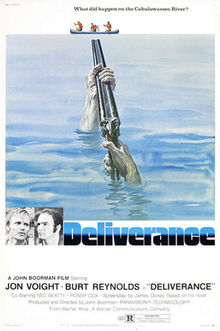 What did happen on the Cahulawassee River?
Deliverance
A JOHN BOORMAN FILM Starring
JON VOIGHT · BURT REYNOLDS in "DELIVERANCE"
Co-Starring NED BEATTY · RONNY COX · Screenplay by James Dickey Based on his novel
Produced and Directed by John Boorman · PANAVISION® · TECHNICOLOR®
From Warner Bros., A Warner Communications Company
R